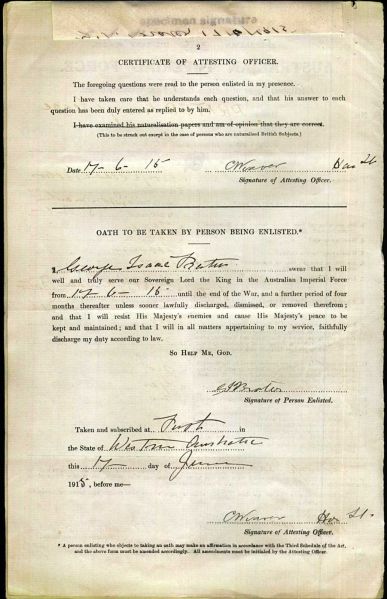 specimen signature
17/6/1915
2
CERTIFICATE OF ATTESTING OFFICER.
The foregoing questions were read to the person enlisted in my presence.
I have taken care that he understands each question, and that his answer to each
question has been duly entered as replied to by him.
I have examined his naturalisation papers and am of opinion that they are correct.
(This to be struck out except in the case of persons who are naturalised British Subjects.)
Date 17-6-15
Signature of Attesting Officer.
OATH TO BE TAKEN BY PERSON BEING ENLISTED.*
I, George Isaac swear that I will
well and truly serve our Sovereign Lord the King in the Australian Imperial Force
from 17-6-15 until the end of the War, and a further period of four
months thereafter unless sooner lawfully discharged, dismissed, or removed therefrom;
and that I will resist His Majesty's enemies and cause His Majesty's peace to be
kept and maintained; and that I will in all matters appertaining to my service, faithfully
discharge my duty according to law.
SO HELP ME, GOD.
Signature of Person Enlisted.
Taken and subscribed at Perth in
the State of Western Australia
this 17 day of June
1915, before me—
Signature of Attesting Officer.
* A person enlisting who objects to taking an oath may make an affirmation in accordance with the Third Schedule of the Act,
and the above form must be amended accordingly. All amendments must be initialed by the Attesting Officer.